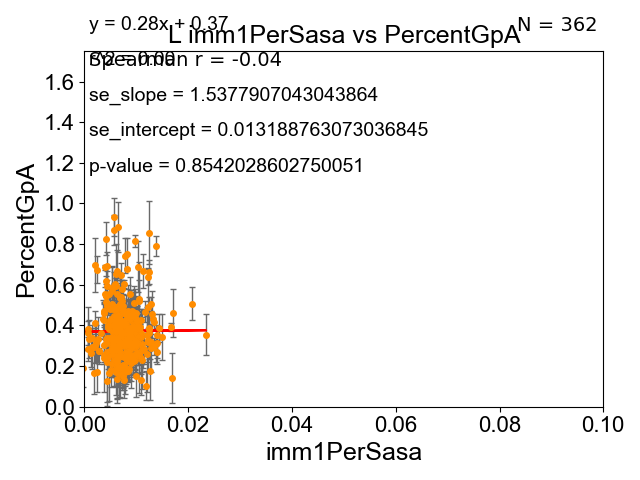 y = 0.28x + 0.37
N = 362
L imm1PerSasa vs PercentGpA
Spearman r = -0.04
se_slope = 1.5377907043043864
se_intercept = 0.013188763073036845
p-value = 0.8542028602750051
1.6
1.4
1.2
1.0
0.8
0.6
0.4
0.2
0.0
PercentGpA
0.00 0.02 0.04 0.06 0.08 0.10
imm1PerSasa